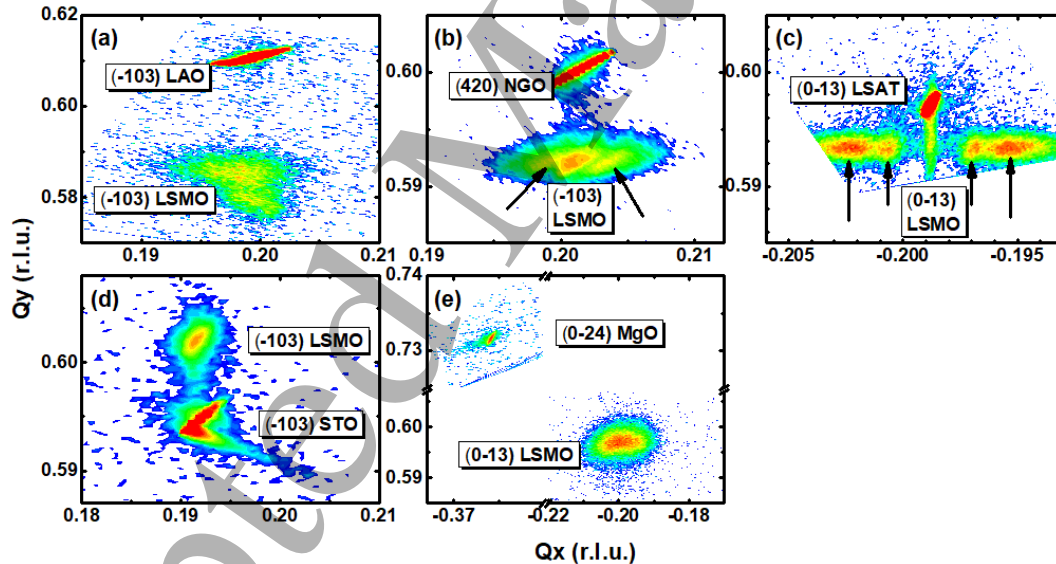 0.62
0.60
0.58
0.19
0.20
0.21
(a)
(-103) LAO
(-103) LSMO
0.60
0.59
0.19
0.20
0.21
(b)
(420) NGO
(-103)
LSMO
0.60
0.59
-0.205
-0.200
-0.195
(c)
(0-13) LSAT
(0-13)
LSMO
Qy (r.l.u.)
0.60
0.59
0.18
0.19
0.20
0.21
(d)
(-103) LSMO
(-103) STO
0.74
0.73
0.60
0.59
-0.37
-0.22
-0.20
-0.18
(e)
(0-24) MgO
(0-13) LSMO
Qx (r.l.u.)